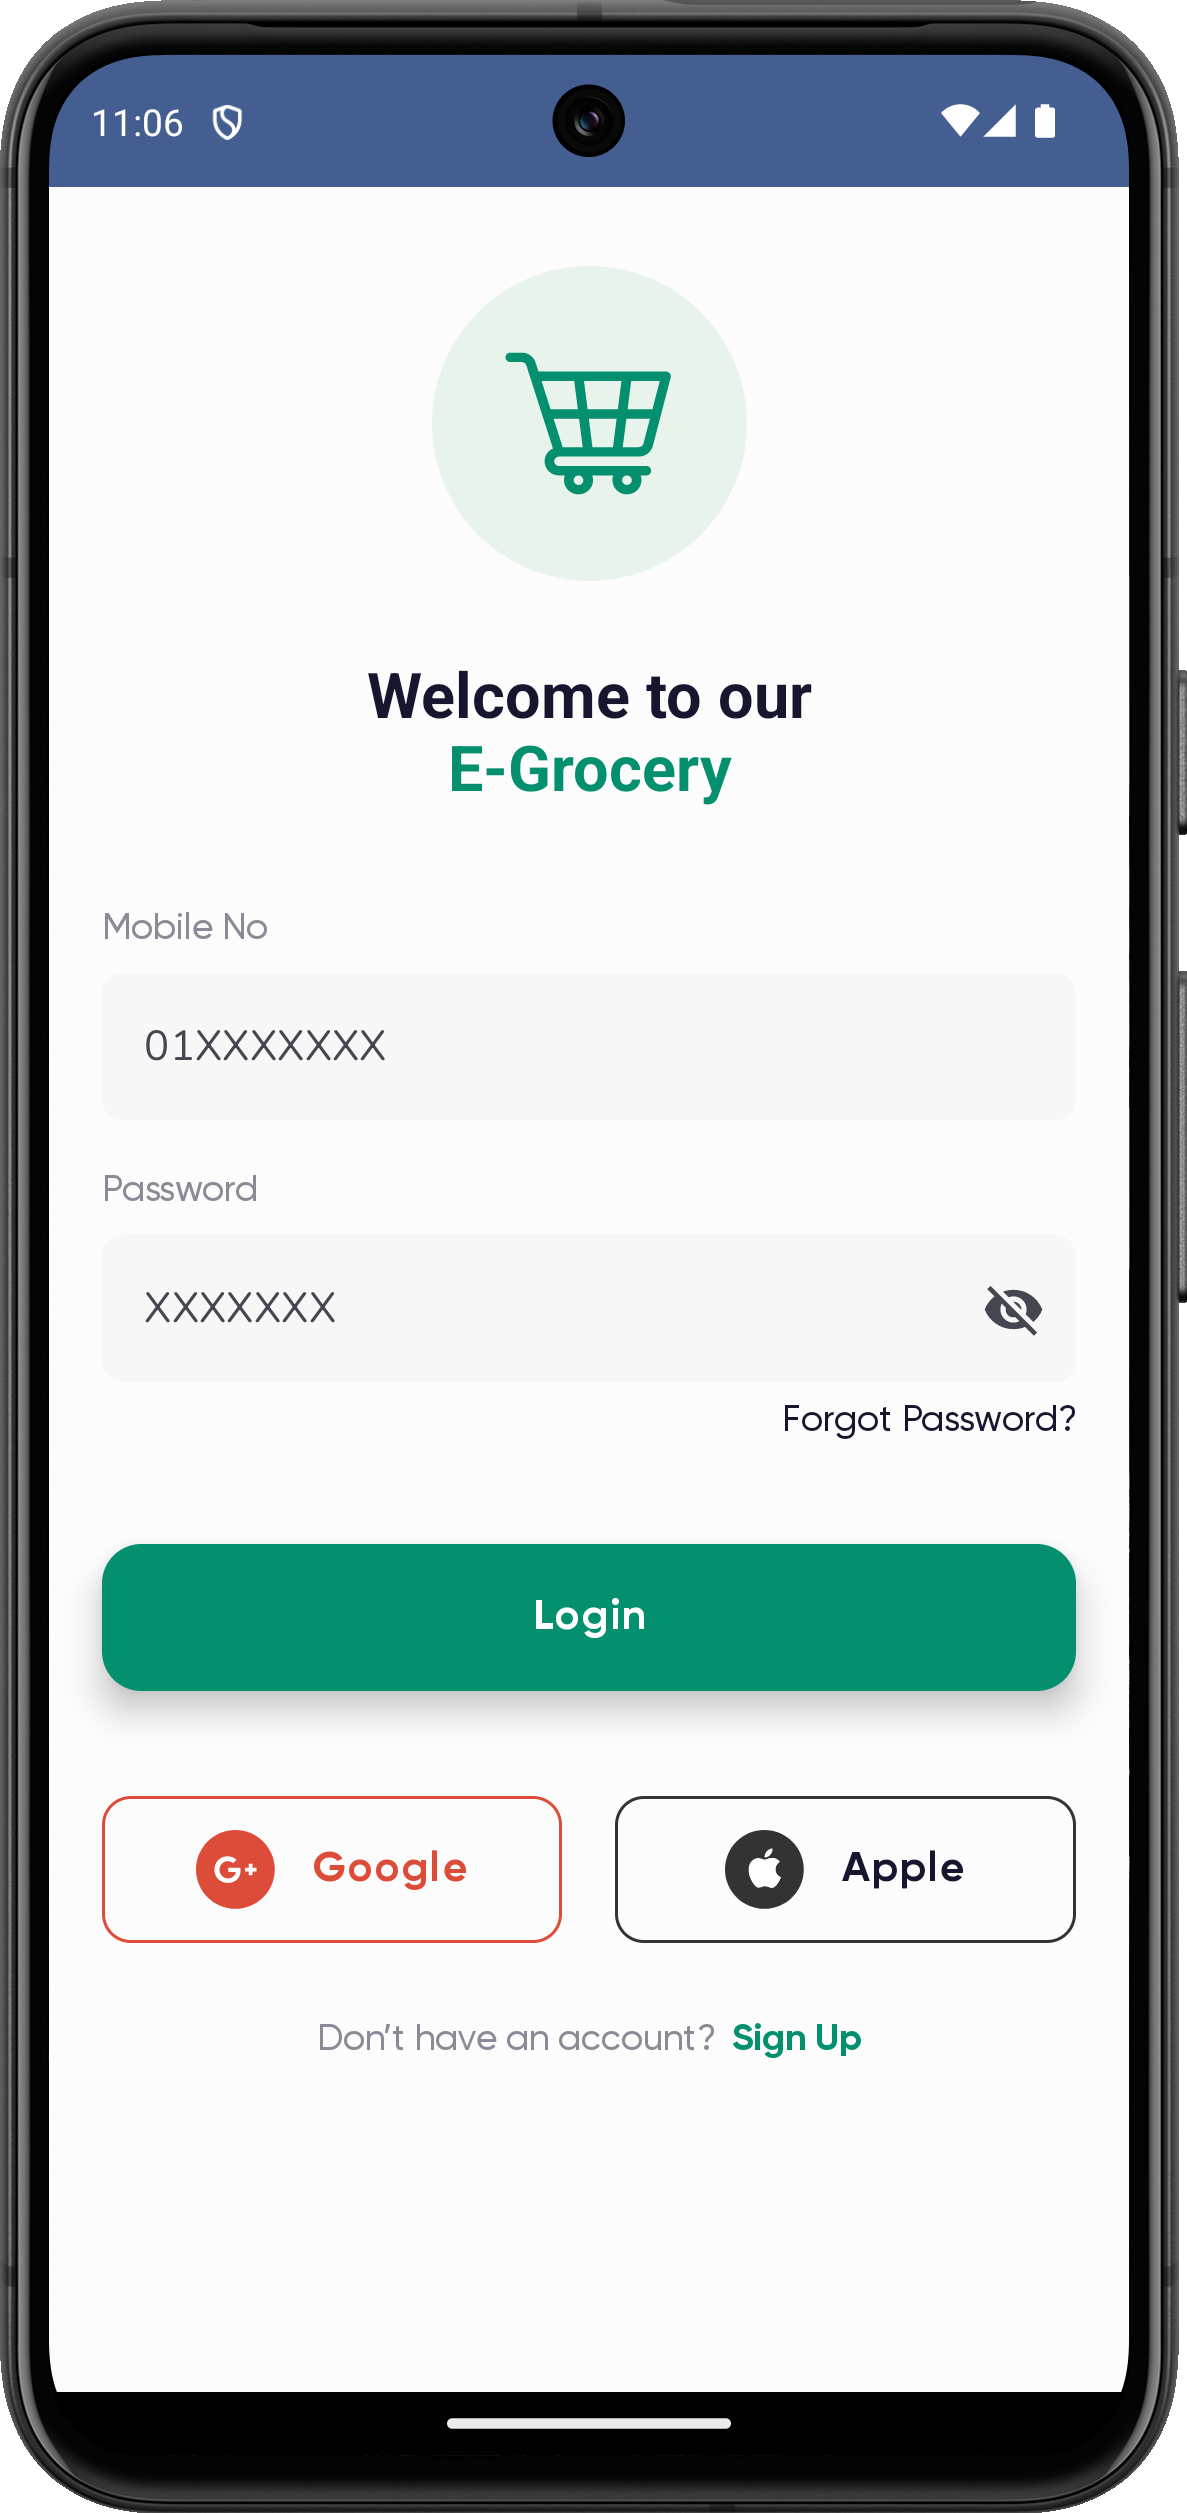 11:06
Welcome to our
E-Grocery
Mobile No
01XXXXXXX
Password
XXXXXXX
Forgot Password?
Login
G+ Google
Apple
Don't have an account? Sign Up